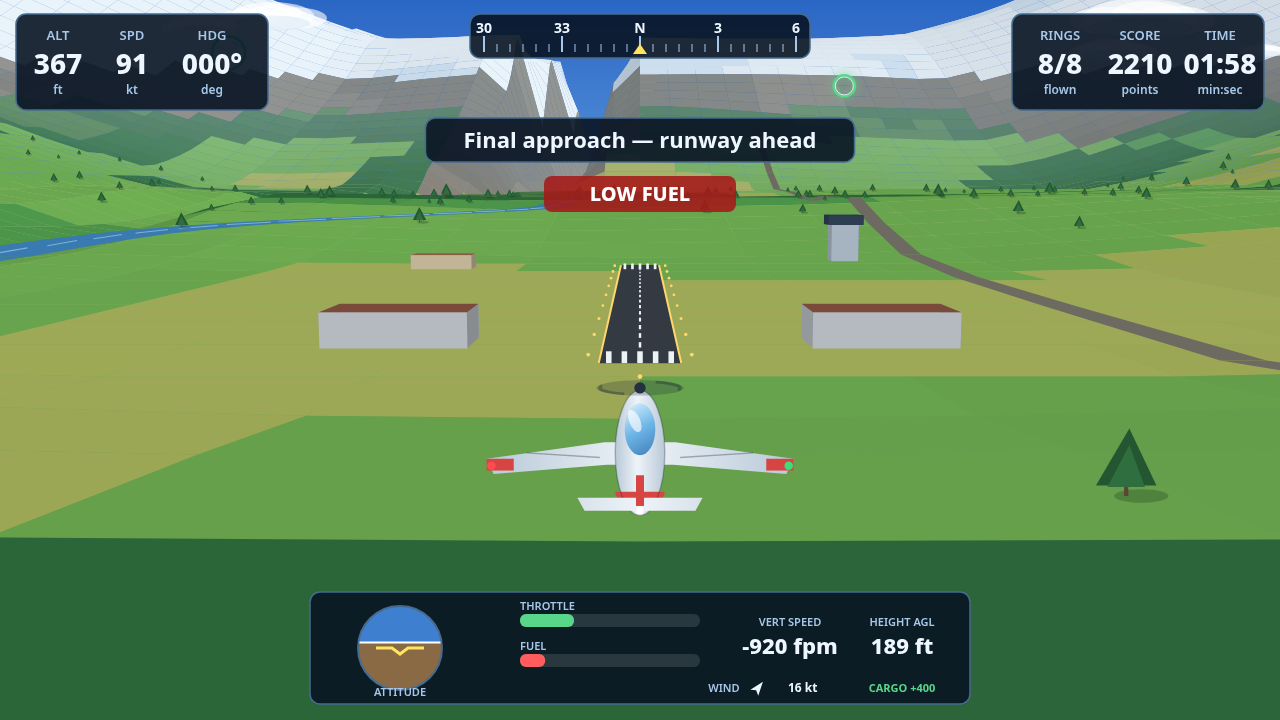 ALT SPD HDG
367 91 000°
ft kt deg
30 33 N 3 6
RINGS SCORE TIME
8/8 2210 01:58
flown points min:sec
Final approach — runway ahead
LOW FUEL
ATTITUDE
THROTTLE
FUEL
VERT SPEED HEIGHT AGL
-920 fpm 189 ft
WIND 16 kt CARGO +400